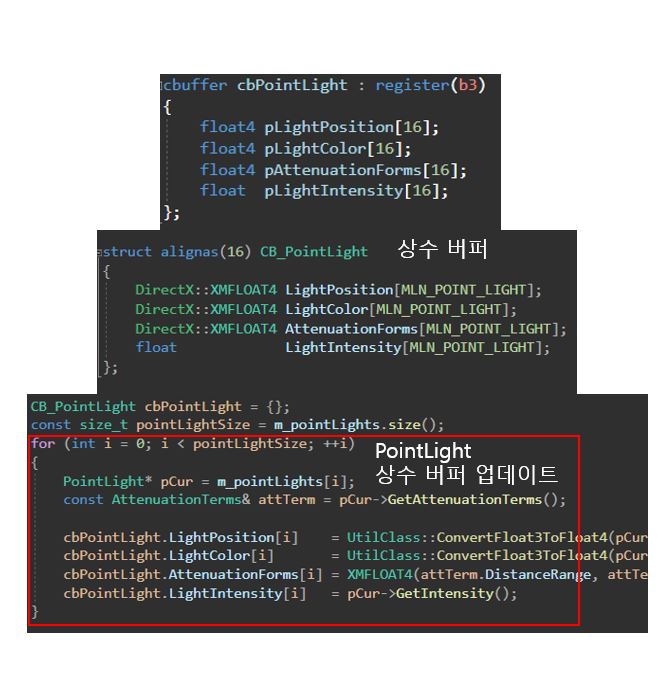 cbuffer cbPointLight : register(b3)
{
float4 pLightPosition[16];
float4 pLightColor[16];
float4 pAttenuationForms[16];
float pLightIntensity[16];
};
struct alignas(16) CB_PointLight 상수 버퍼
{
DirectX::XMFLOAT4 LightPosition[MLN_POINT_LIGHT];
DirectX::XMFLOAT4 LightColor[MLN_POINT_LIGHT];
DirectX::XMFLOAT4 AttenuationForms[MLN_POINT_LIGHT];
float LightIntensity[MLN_POINT_LIGHT];
};
CB_PointLight cbPointLight = {};
const size_t pointLightSize = m_pointLights.size();
for (int i = 0; i < pointLightSize; ++i)
PointLight
{
상수 버퍼 업데이트
PointLight* pCur = m_pointLights[i];
const AttenuationTerms& attTerm = pCur->GetAttenuationTerms();
cbPointLight.LightPosition[i] = UtilClass::ConvertFloat3ToFloat4(pCur
cbPointLight.LightColor[i] = UtilClass::ConvertFloat3ToFloat4(pCur
cbPointLight.AttenuationForms[i] = XMFLOAT4(attTerm.DistanceRange, attTe
cbPointLight.LightIntensity[i] = pCur->GetIntensity();
}